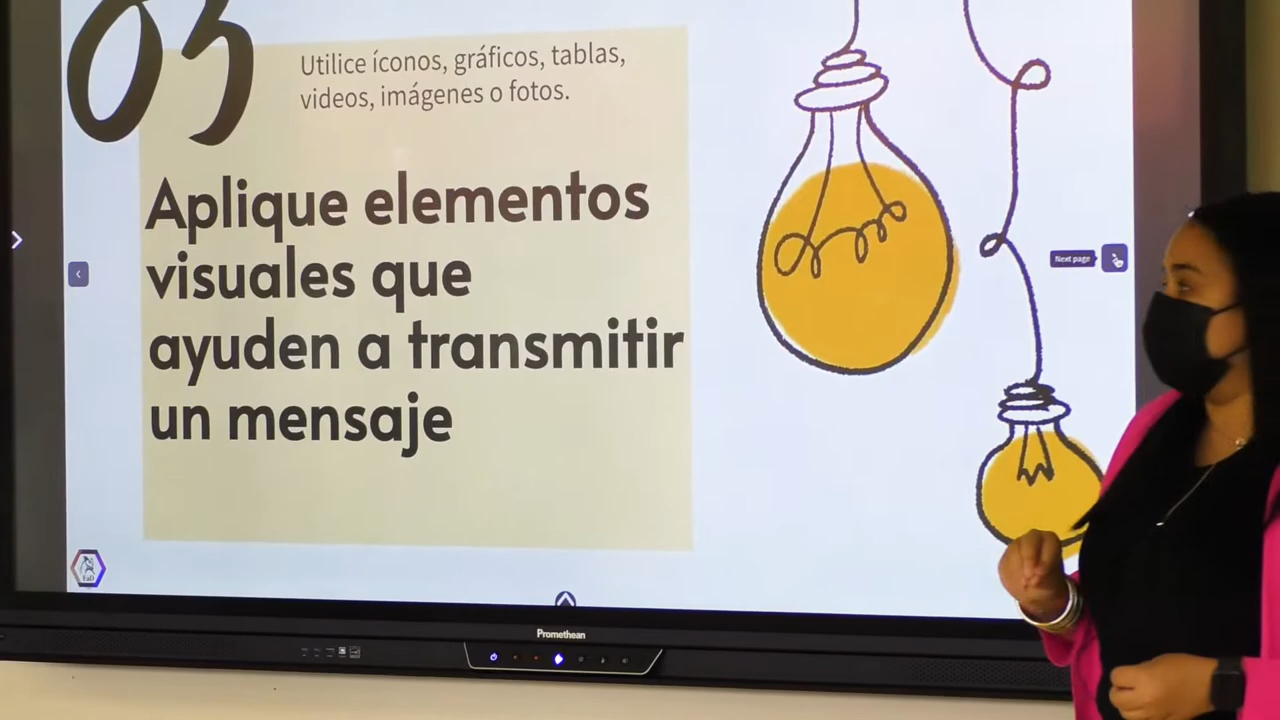 03
Utilice íconos, gráficos, tablas,
videos, imágenes o fotos.
Aplique elementos
visuales que
ayuden a transmitir
un mensaje
Next page
EaD
Promethean